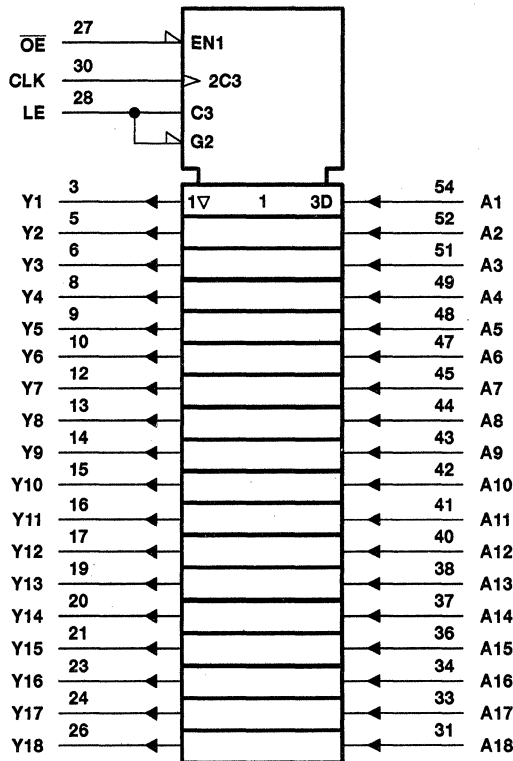 OE 27 EN1
CLK 30 2C3
LE 28 C3
G2
Y1 3 1▽ 1 3D 54 A1
Y2 5 52 A2
Y3 6 51 A3
Y4 8 49 A4
Y5 9 48 A5
Y6 10 47 A6
Y7 12 45 A7
Y8 13 44 A8
Y9 14 43 A9
Y10 15 42 A10
Y11 16 41 A11
Y12 17 40 A12
Y13 19 38 A13
Y14 20 37 A14
Y15 21 36 A15
Y16 23 34 A16
Y17 24 33 A17
Y18 26 31 A18